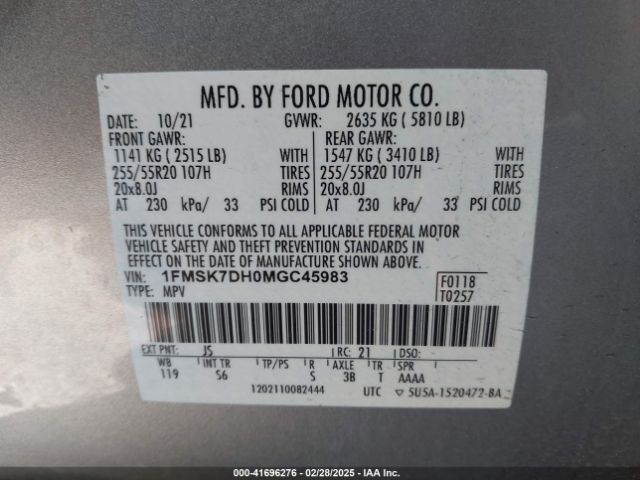 MFD. BY FORD MOTOR CO.
DATE: 10/21 GVWR: 2635 KG ( 5810 LB)
FRONT GAWR: REAR GAWR:
1141 KG ( 2515 LB) WITH 1547 KG ( 3410 LB) WITH
255/55R20 107H TIRES 255/55R20 107H TIRES
20x8.0J RIMS 20x8.0J RIMS
AT 230 kPa/ 33 PSI COLD AT 230 kPa/ 33 PSI COLD
THIS VEHICLE CONFORMS TO ALL APPLICABLE FEDERAL MOTOR
VEHICLE SAFETY AND THEFT PREVENTION STANDARDS IN
EFFECT ON THE DATE OF MANUFACTURE SHOWN ABOVE.
VIN: 1FMSK7DH0MGC45983
TYPE: MPV
F0118
T0257
EXT PNT: JS RC: 21 DSO:
WB INT TR TP/PS R AXLE TR SPR
119 S6 S 3B T AAAA
1202110082444 UTC ▽ SU5A-1520472-BA
000-41696276 - 02/28/2025 - IAA Inc.